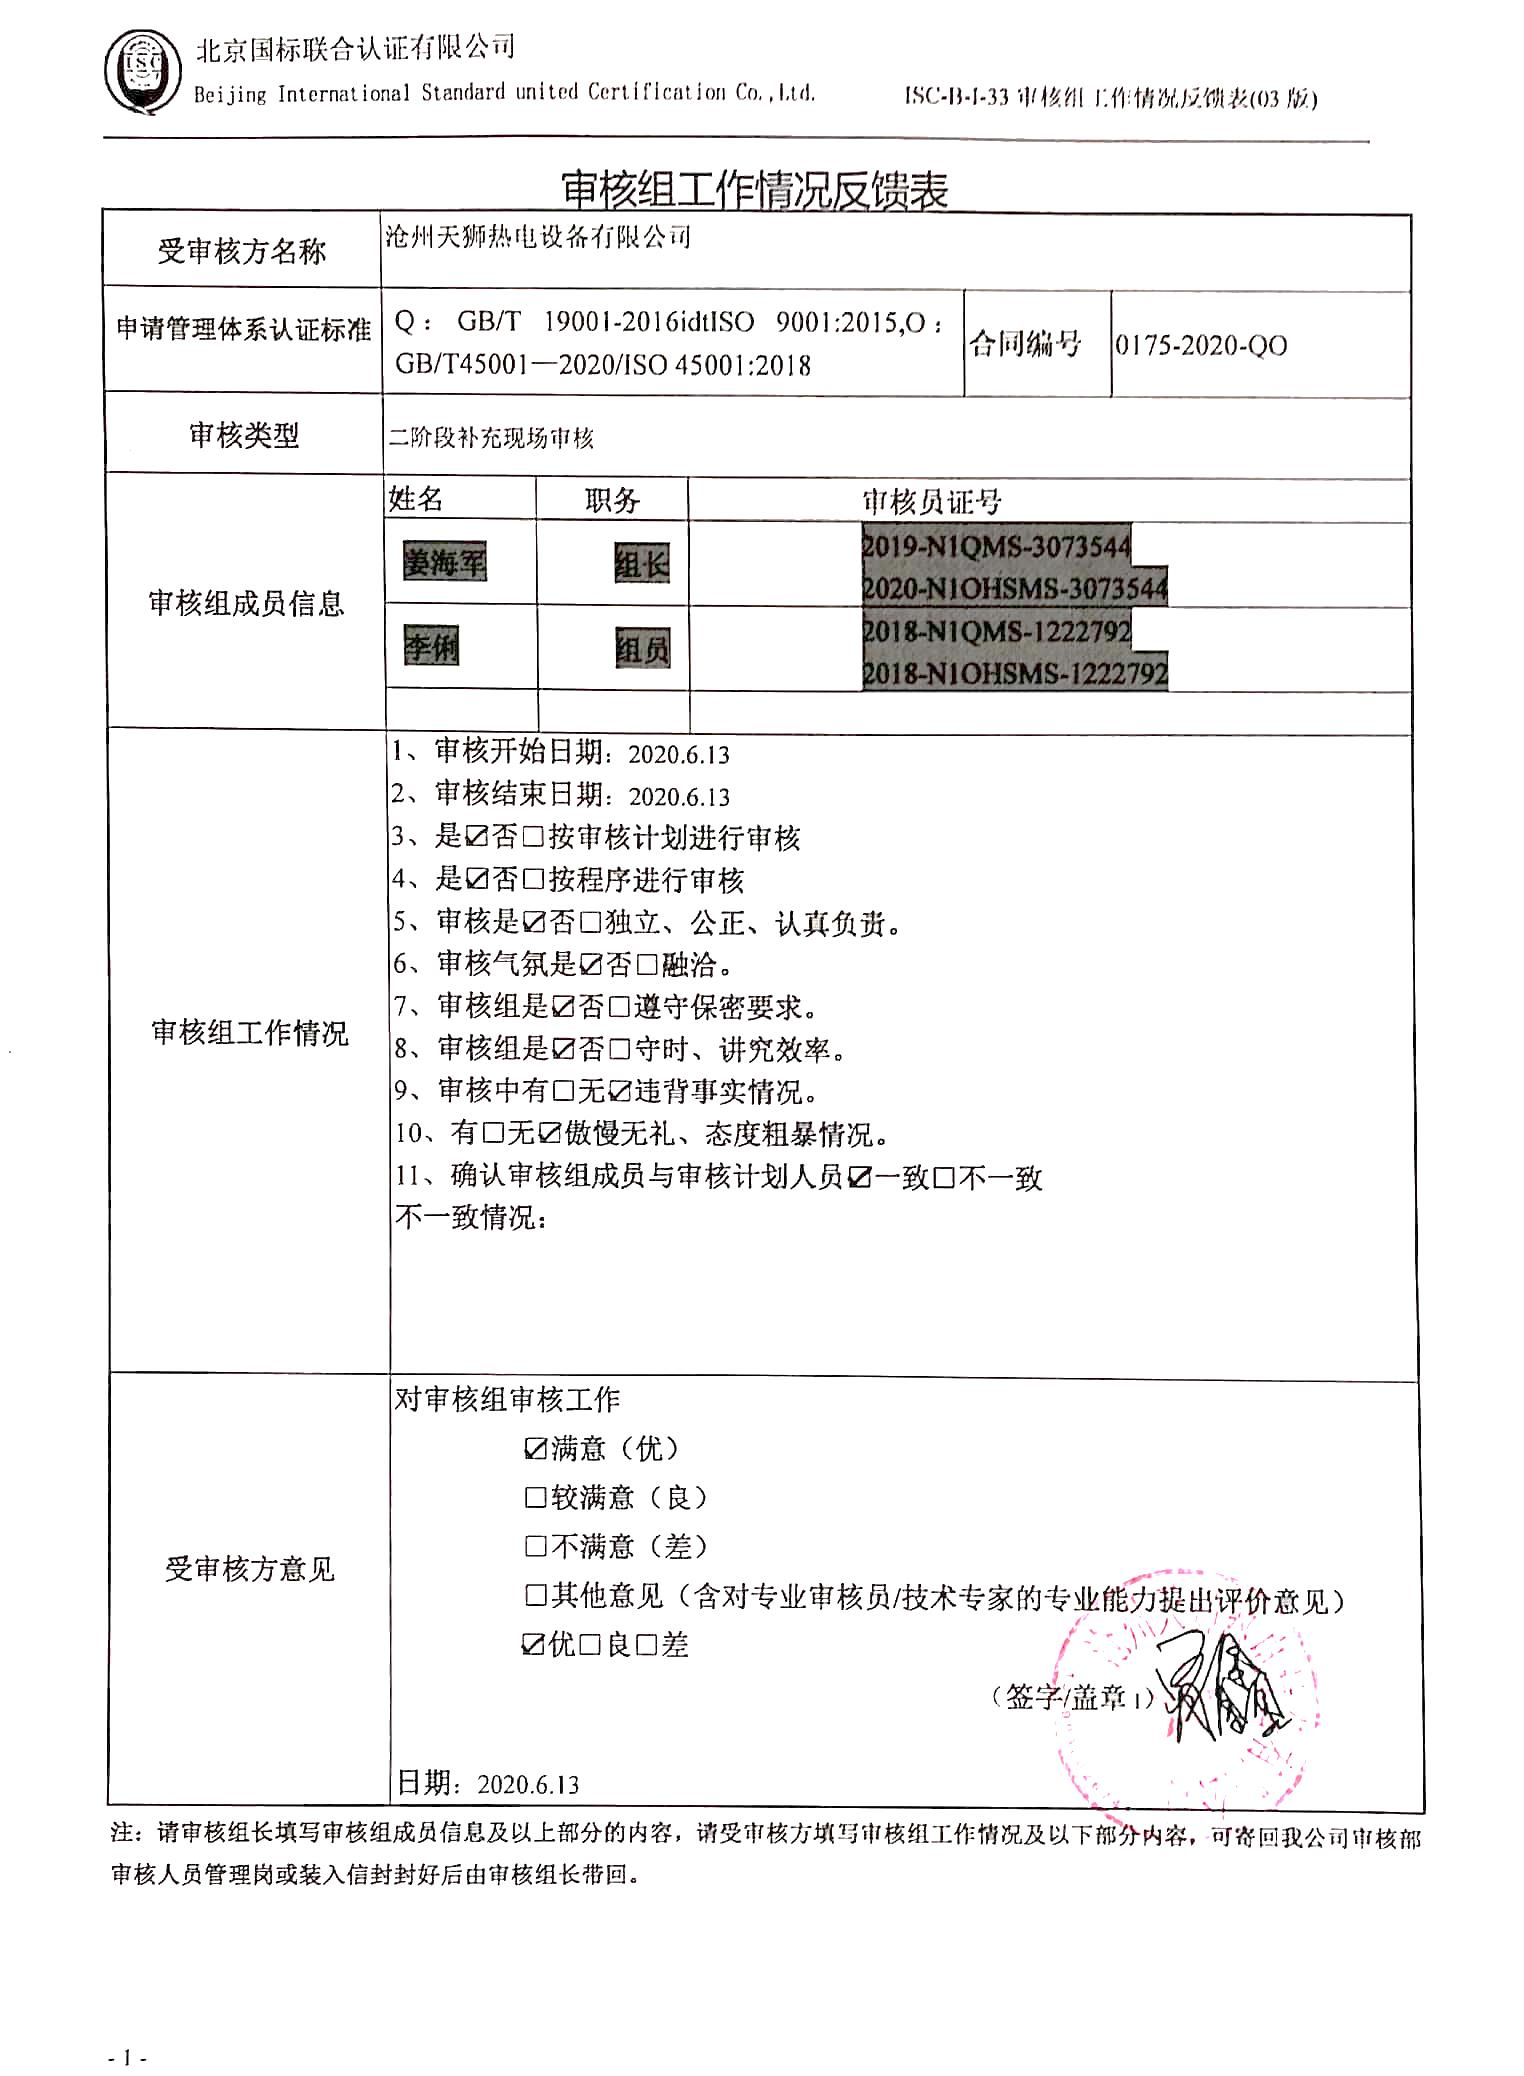 ISC
北京国标联合认证有限公司
Beijing International Standard united Certification Co.,Ltd.
ISC-B-I-33 审核组工作情况反馈表(03 版)
审核组工作情况反馈表
受审核方名称
沧州天狮热电设备有限公司
申请管理体系认证标准
Q： GB/T 19001-2016idtISO 9001:2015,O：
GB/T45001—2020/ISO 45001:2018
合同编号
0175-2020-QO
审核类型
二阶段补充现场审核
审核组成员信息
姓名 职务 审核员证号
姜海军 组长 2019-N1QMS-3073544
2020-N1OHSMS-3073544
李俐 组员 2018-N1QMS-1222792
2018-N1OHSMS-1222792
审核组工作情况
1、审核开始日期：2020.6.13
2、审核结束日期：2020.6.13
3、是☑否□按审核计划进行审核
4、是☑否□按程序进行审核
5、审核是☑否□独立、公正、认真负责。
6、审核气氛是☑否□融洽。
7、审核组是☑否□遵守保密要求。
8、审核组是☑否□守时、讲究效率。
9、审核中有□无☑违背事实情况。
10、有□无☑傲慢无礼、态度粗暴情况。
11、确认审核组成员与审核计划人员☑一致□不一致
不一致情况：
受审核方意见
对审核组审核工作
☑满意（优）
□较满意（良）
□不满意（差）
□其他意见（含对专业审核员/技术专家的专业能力提出评价意见）
☑优□良□差
（签字/盖章）
日期：2020.6.13
注：请审核组长填写审核组成员信息及以上部分的内容，请受审核方填写审核组工作情况及以下部分内容，可寄回我公司审核部
审核人员管理岗或装入信封封好后由审核组长带回。
- 1 -